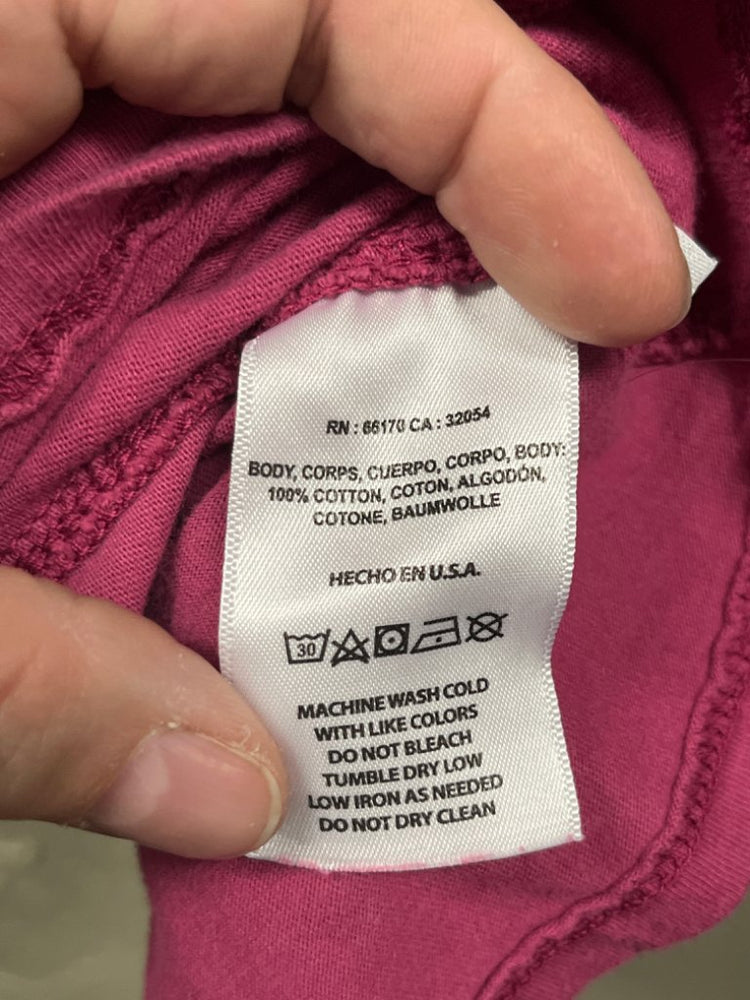 RN : 66170 CA : 32054
BODY, CORPS, CUERPO, CORPO, BODY:
100% COTTON, COTON, ALGODÓN,
COTONE, BAUMWOLLE
HECHO EN U.S.A.
30
MACHINE WASH COLD
WITH LIKE COLORS
DO NOT BLEACH
TUMBLE DRY LOW
LOW IRON AS NEEDED
DO NOT DRY CLEAN